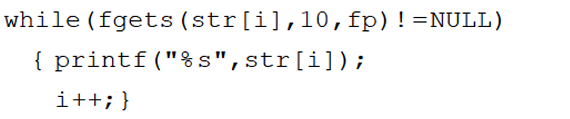 while(fgets(str[i],10,fp)!=NULL)
{ printf("%s",str[i]);
i++;}